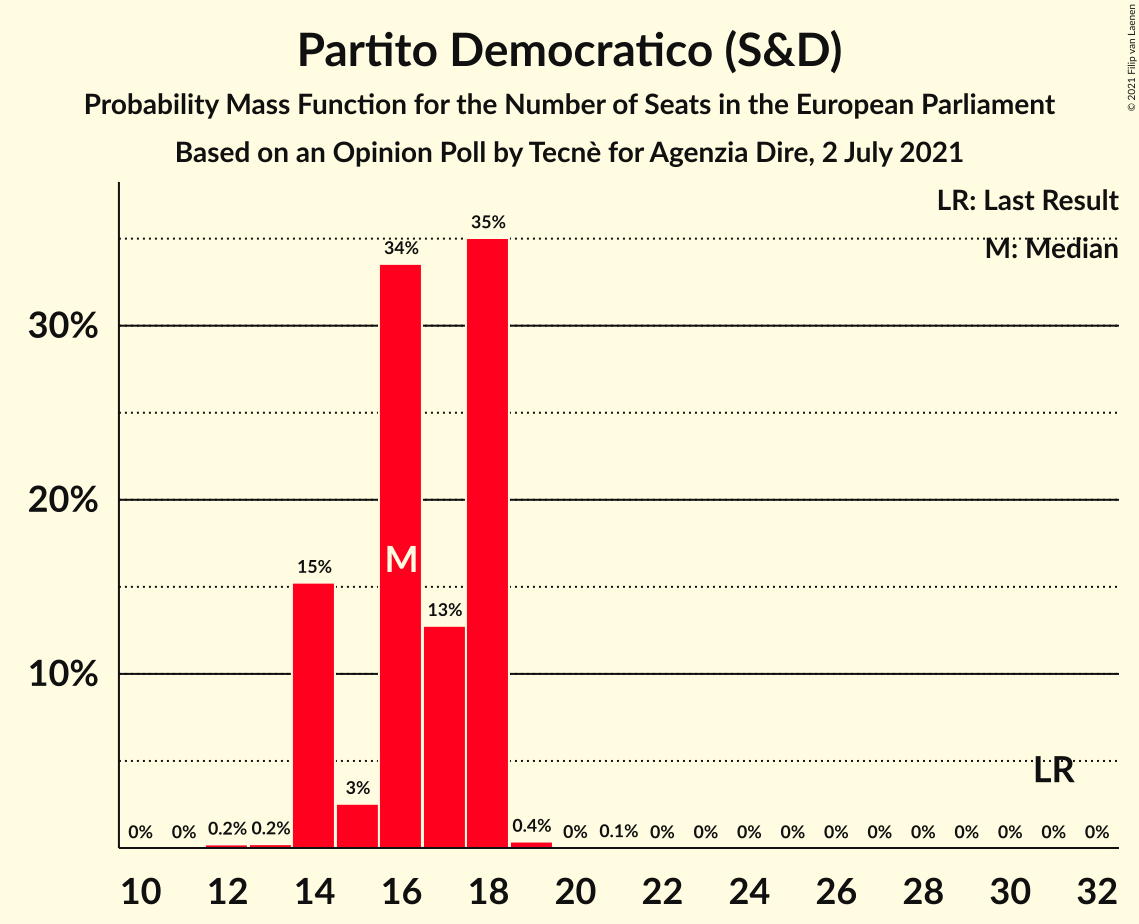 Partito Democratico (S&D)
Probability Mass Function for the Number of Seats in the European Parliament
Based on an Opinion Poll by Tecnè for Agenzia Dire, 2 July 2021
© 2021 Filip van Laenen
LR: Last Result
M: Median
35%
34%
30%
20%
M
15%
13%
10%
LR
3%
0% 0% 0.2% 0.2% 0.4% 0% 0.1% 0% 0% 0% 0% 0% 0% 0% 0% 0% 0% 0%
10 12 14 16 18 20 22 24 26 28 30 32